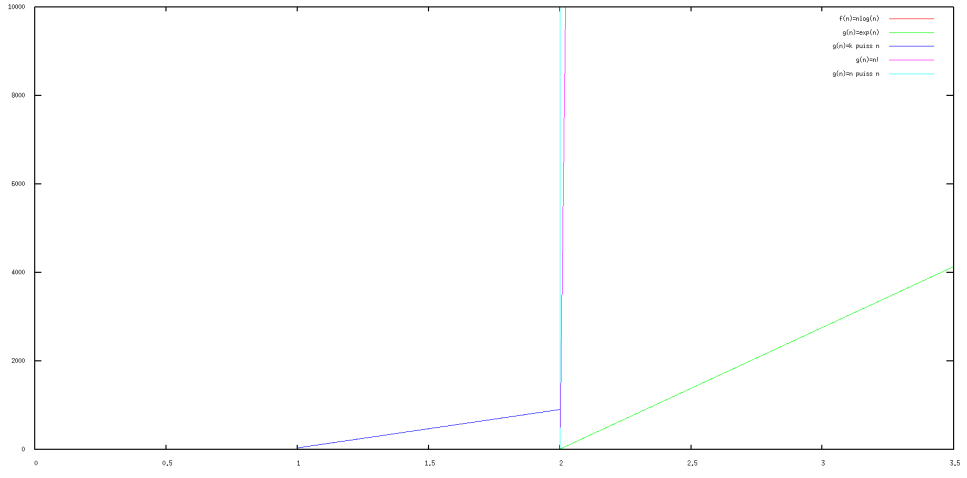 10000
8000
6000
4000
2000
0
0
0.5
1
1.5
2
2.5
3
3.5
f(n)=nlog(n)
g(n)=exp(n)
g(n)=k puiss n
g(n)=n!
g(n)=n puiss n